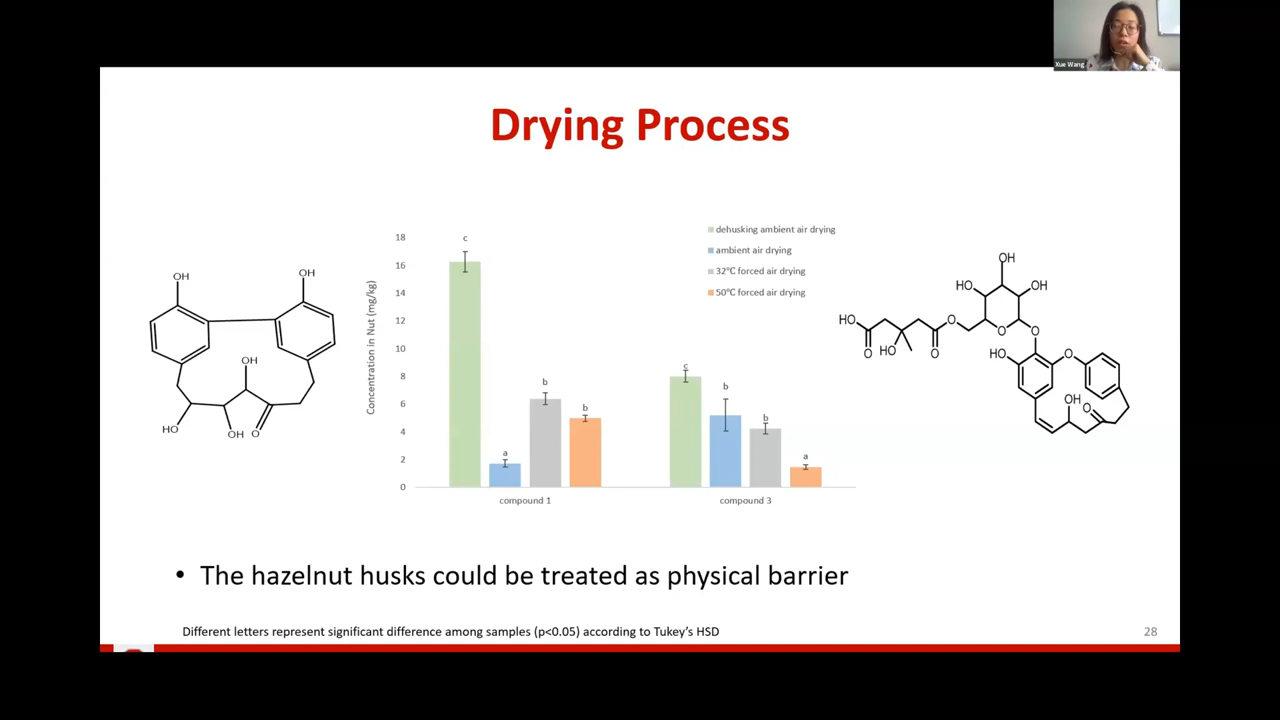 Xue Wang
Drying Process
Concentration in Nut (mg/kg)
18
16
14
12
10
8
6
4
2
0
c
a
b
b
c
b
b
a
compound 1
compound 3
dehusking ambient air drying
ambient air drying
32℃ forced air drying
50℃ forced air drying
OH
OH
OH
HO
OH
O
OH
HO
OH
HO
O
O
O
HO
O
O
HO
O
OH
O
• The hazelnut husks could be treated as physical barrier
Different letters represent significant difference among samples (p<0.05) according to Tukey's HSD
28